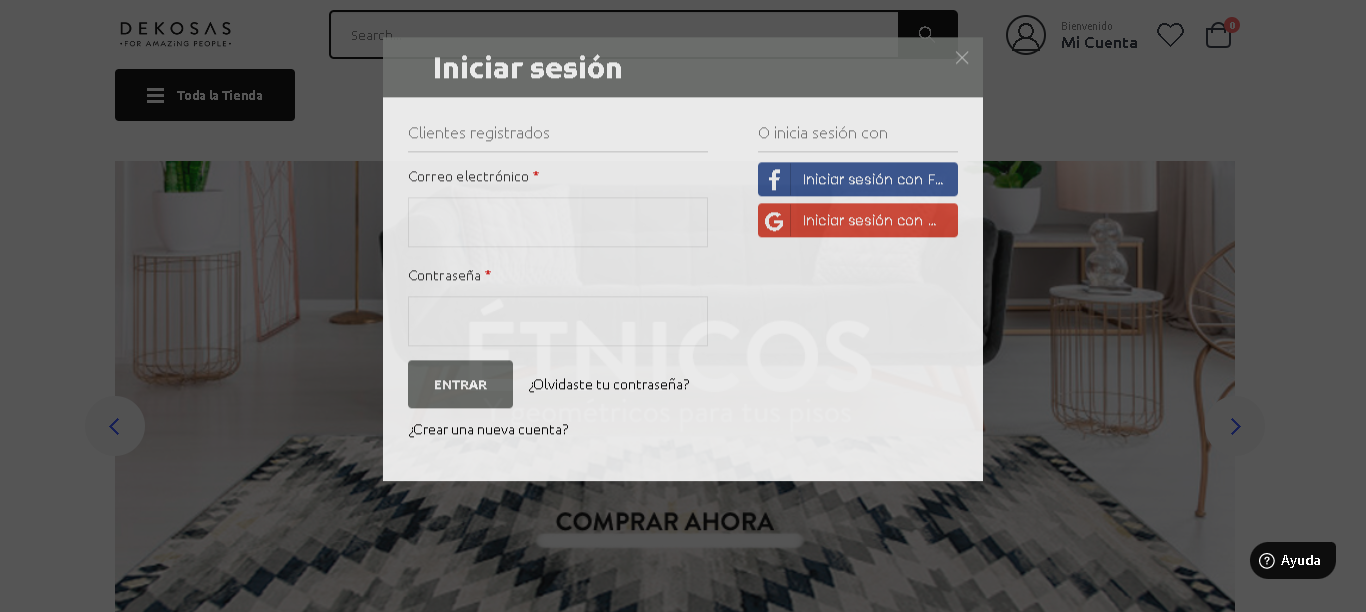 DEKOSAS
•FOR AMAZING PEOPLE•
Search
Bienvenido
Mi Cuenta
0
Toda la Tienda
Iniciar sesión
Clientes registrados
Correo electrónico *
Contraseña *
ENTRAR
¿Olvidaste tu contraseña?
¿Crear una nueva cuenta?
O inicia sesión con
Iniciar sesión con F...
Iniciar sesión con ...
ÉTNICOS
Y geométricos para tus pisos
COMPRAR AHORA
Ayuda